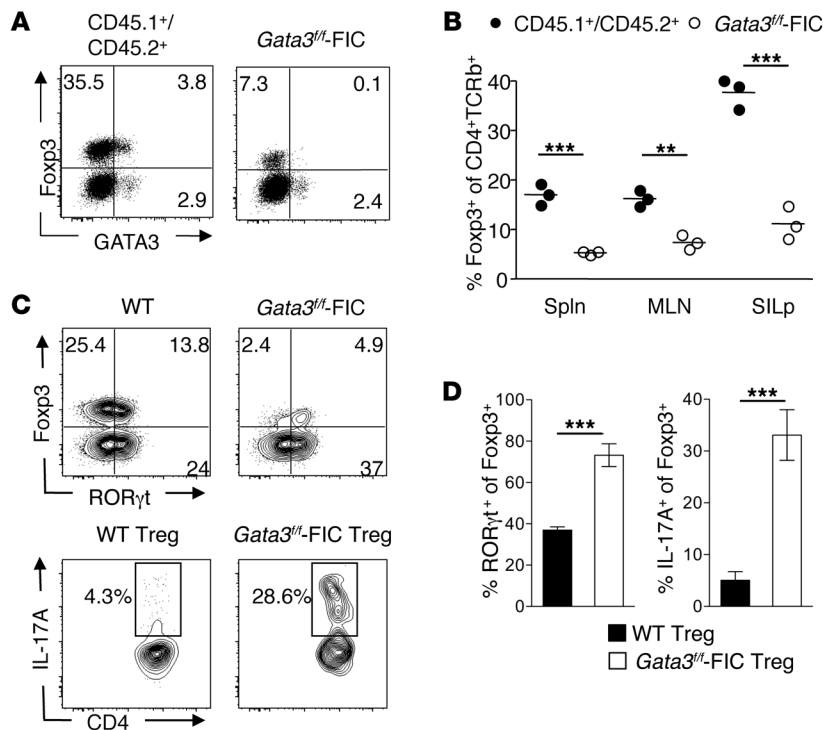 A
CD45.1⁺/
CD45.2⁺
Gata3ᶠ/ᶠ-FIC
35.5
3.8
2.9
7.3
0.1
2.4
Foxp3
GATA3
B
CD45.1⁺/CD45.2⁺
Gata3ᶠ/ᶠ-FIC
% Foxp3⁺ of CD4⁺TCRb⁺
40
30
20
10
0
***
**
***
Spln
MLN
SILp
C
WT
Gata3ᶠ/ᶠ-FIC
25.4
13.8
24
2.4
4.9
37
Foxp3
RORγt
WT Treg
Gata3ᶠ/ᶠ-FIC Treg
4.3%
28.6%
IL-17A
CD4
D
% RORγt⁺ of Foxp3⁺
100
80
60
40
20
0
***
% IL-17A⁺ of Foxp3⁺
40
30
20
10
0
***
WT Treg
Gata3ᶠ/ᶠ-FIC Treg